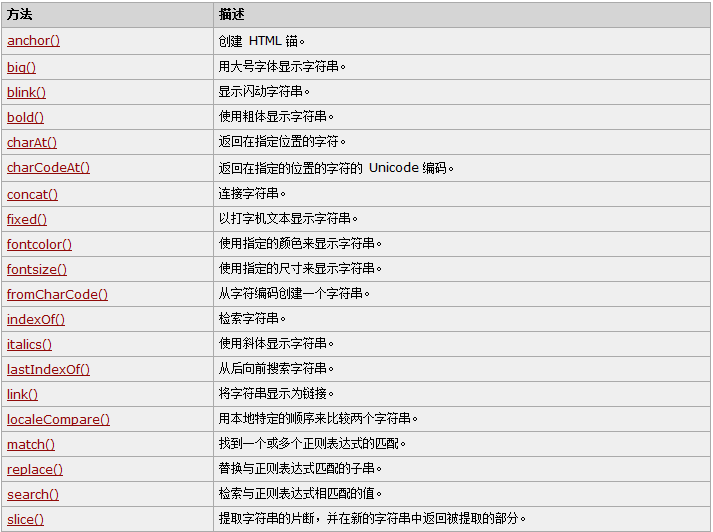 方法 描述
anchor() 创建 HTML 锚。
big() 用大号字体显示字符串。
blink() 显示闪动字符串。
bold() 使用粗体显示字符串。
charAt() 返回在指定位置的字符。
charCodeAt() 返回在指定的位置的字符的 Unicode 编码。
concat() 连接字符串。
fixed() 以打字机文本显示字符串。
fontcolor() 使用指定的颜色来显示字符串。
fontsize() 使用指定的尺寸来显示字符串。
fromCharCode() 从字符编码创建一个字符串。
indexOf() 检索字符串。
italics() 使用斜体显示字符串。
lastIndexOf() 从后向前搜索字符串。
link() 将字符串显示为链接。
localeCompare() 用本地特定的顺序来比较两个字符串。
match() 找到一个或多个正则表达式的匹配。
replace() 替换与正则表达式匹配的子串。
search() 检索与正则表达式相匹配的值。
slice() 提取字符串的片断，并在新的字符串中返回被提取的部分。